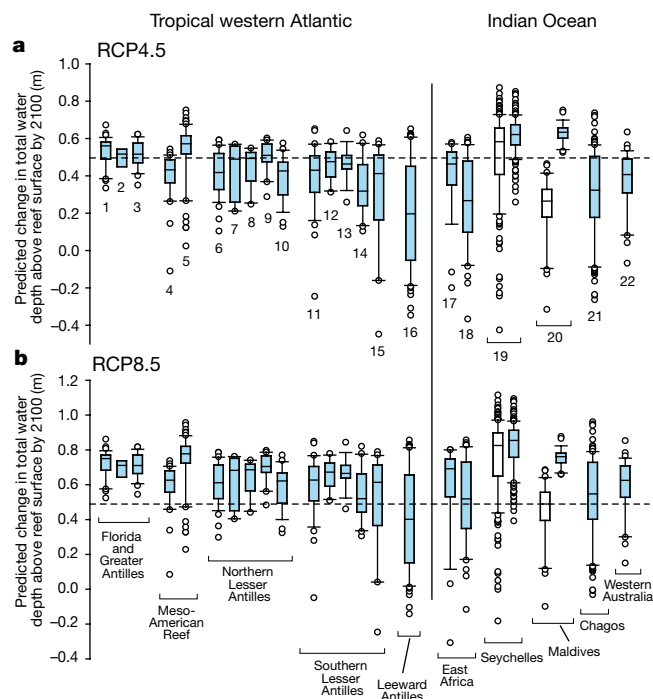 Tropical western Atlantic
Indian Ocean
a
RCP4.5
Predicted change in total water
depth above reef surface by 2100 (m)
1.0
0.8
0.6
0.4
0.2
0.0
−0.2
−0.4
1
2
3
4
5
6
7
8
9
10
11
12
13
14
15
16
17
18
19
20
21
22
b
RCP8.5
Predicted change in total water
depth above reef surface by 2100 (m)
1.2
1.0
0.8
0.6
0.4
0.2
0.0
−0.2
−0.4
Florida
and
Greater
Antilles
Meso-
American
Reef
Northern
Lesser
Antilles
Southern
Lesser
Antilles
Leeward
Antilles
East
Africa
Seychelles
Maldives
Chagos
Western
Australia